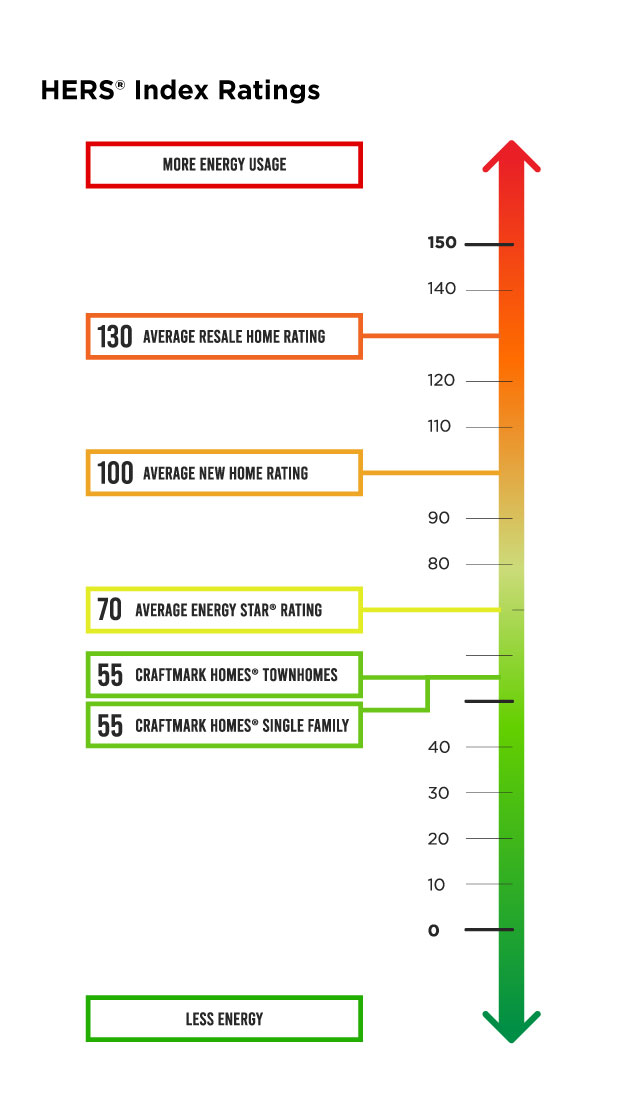 HERS® Index Ratings
MORE ENERGY USAGE
150
140
130 AVERAGE RESALE HOME RATING
120
110
100 AVERAGE NEW HOME RATING
90
80
70 AVERAGE ENERGY STAR® RATING
55 CRAFTMARK HOMES® TOWNHOMES
55 CRAFTMARK HOMES® SINGLE FAMILY
40
30
20
10
0
LESS ENERGY